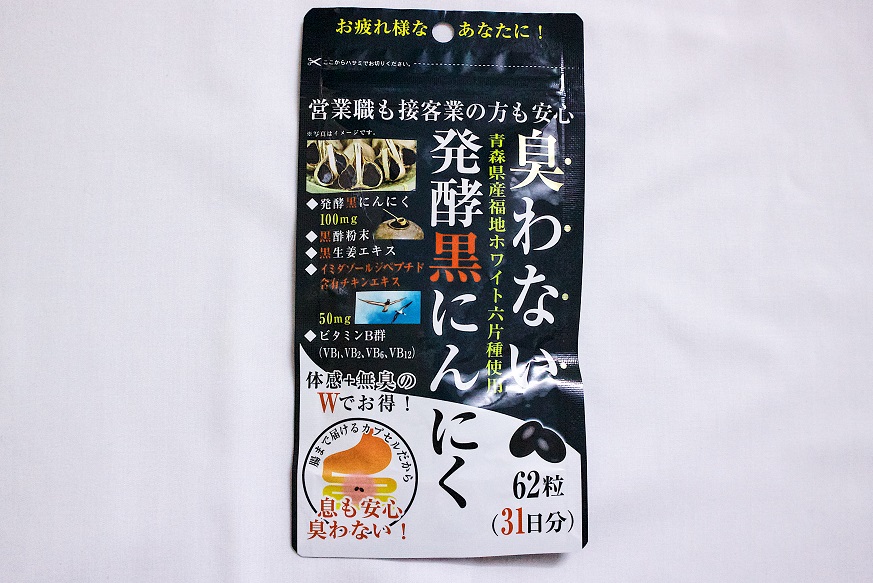 お疲れ様な あなたに！
ここからハサミでお切りください。
営業職も接客業の方も安心
臭わない
青森県産福地ホワイト六片種使用
発酵黒にんにく
※写真はイメージです。
◆発酵黒にんにく
100mg
◆黒酢粉末
◆黒生姜エキス
◆イミダゾールジペプチド
含有チキンエキス
50mg
◆ビタミンB群
(VB1、VB2、VB6、VB12)
体感+無臭の
Wでお得！
腸まで届けるカプセルだから
息も安心
臭わない！
62粒
(31日分)